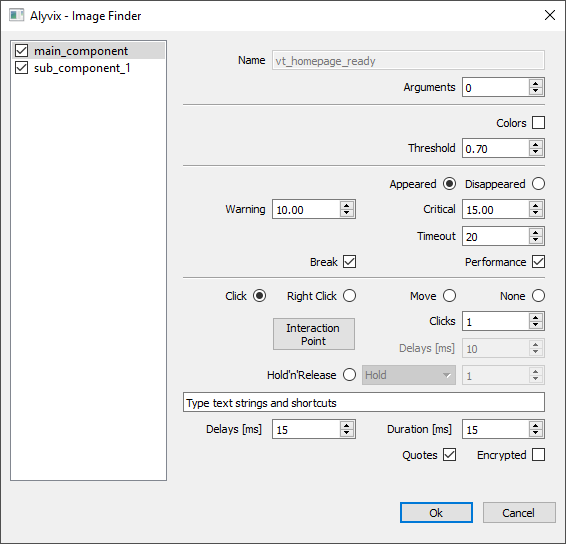 Alyvix - Image Finder
main_component
sub_component_1
Name vt_homepage_ready
Arguments 0
Colors
Threshold 0.70
Appeared Disappeared
Warning 10.00 Critical 15.00
Timeout 20
Break Performance
Click Right Click Move None
Interaction
Point
Clicks 1
Delays [ms] 10
Hold'n'Release Hold 1
Type text strings and shortcuts
Delays [ms] 15 Duration [ms] 15
Quotes Encrypted
Ok Cancel